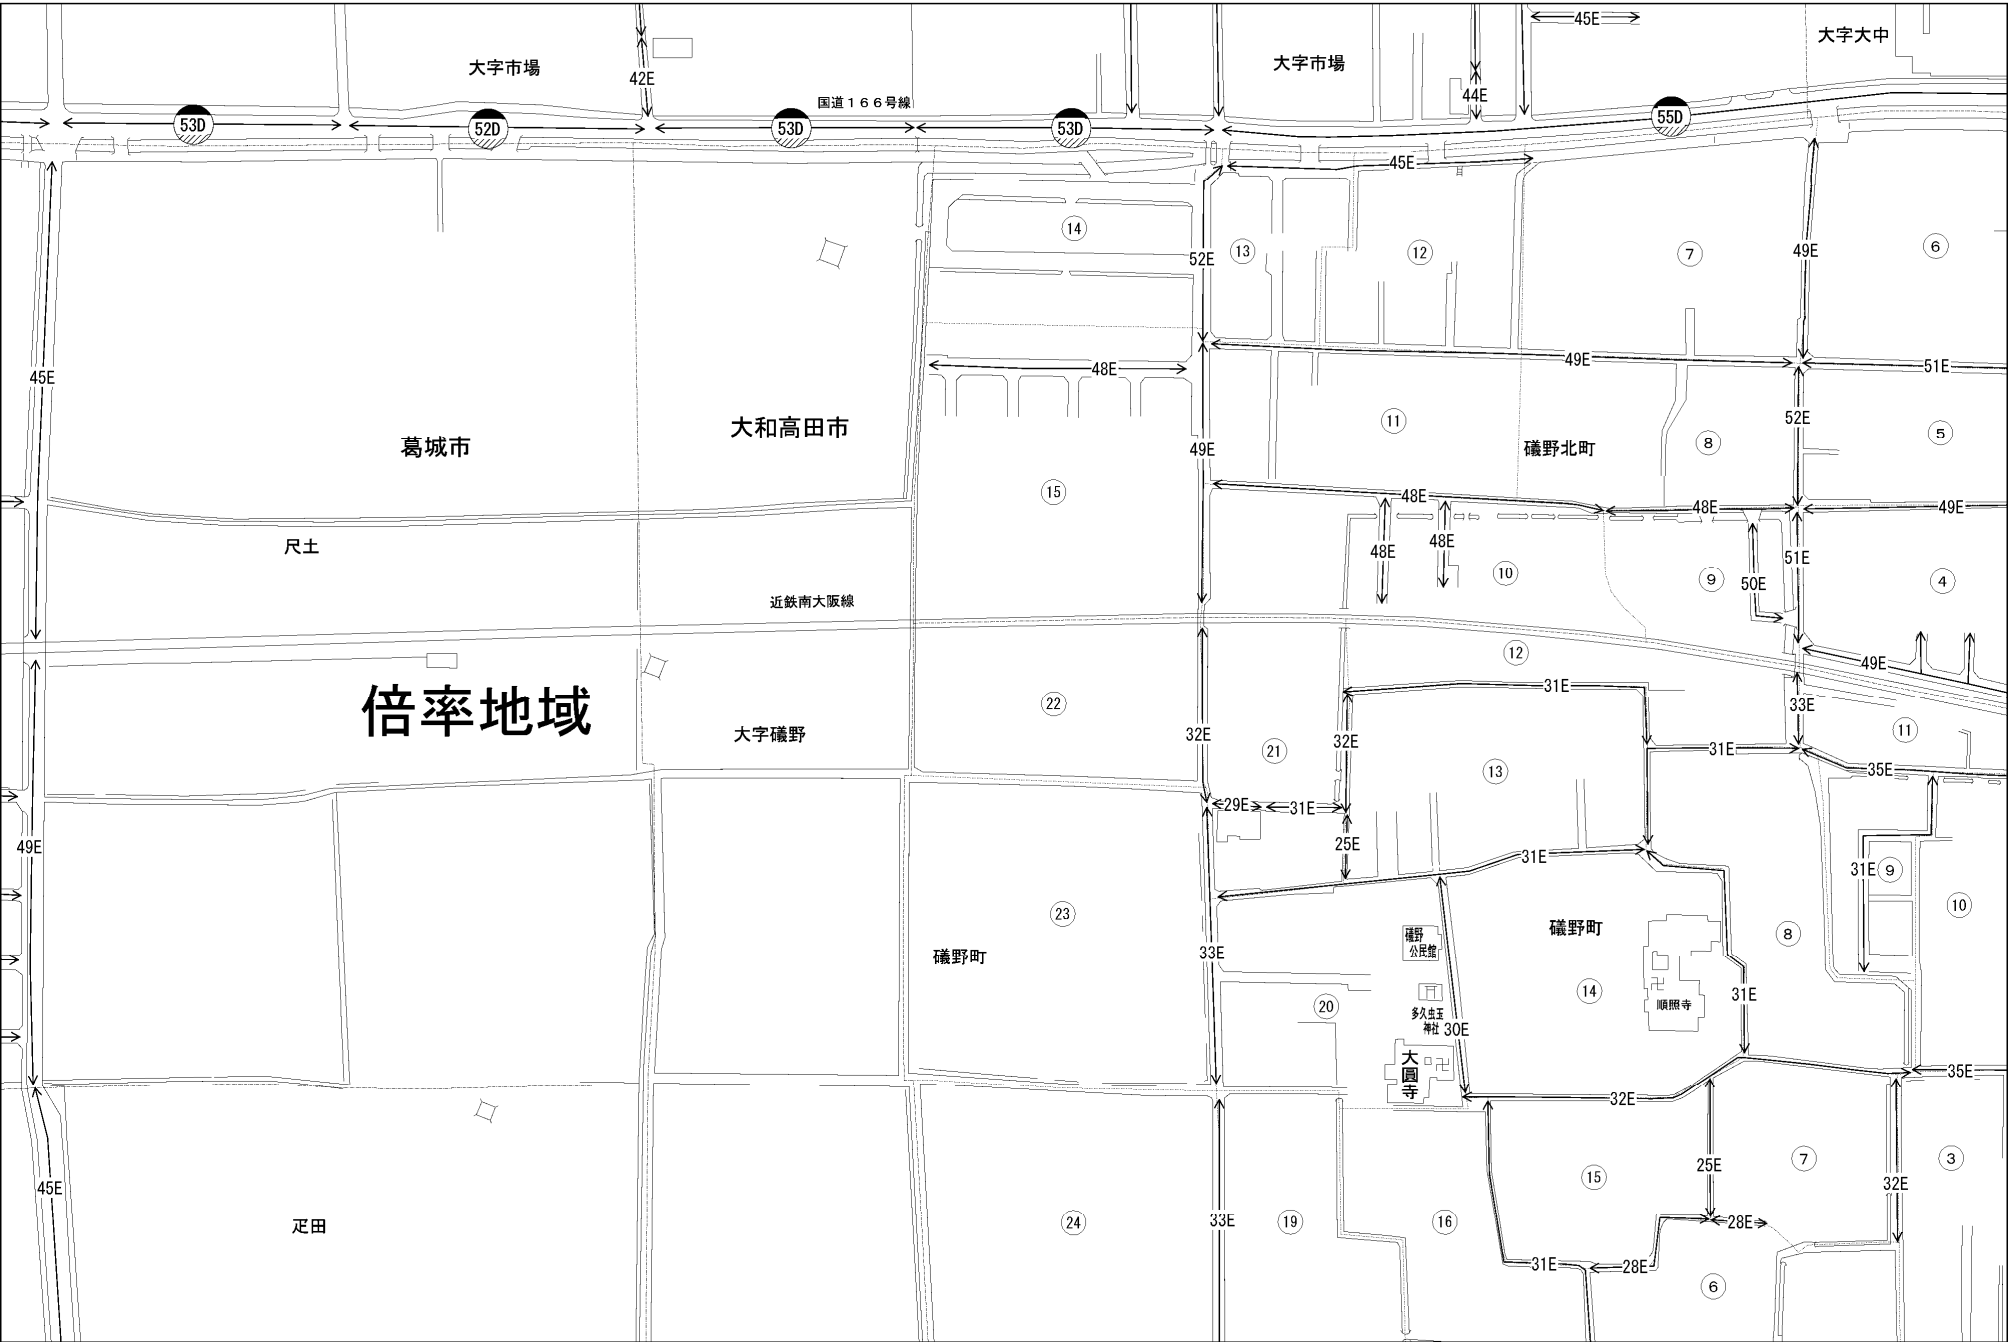 45E
大字大中
大字市場
大字市場
42E
44E
国道166号線
53D
52D
53D
53D
55D
45E
14
13
12
7
6
52E
49E
45E
48E
49E
51E
葛城市
大和高田市
11
52E
5
49E
礒野北町
8
15
48E
48E
49E
尺土
48E
48E
10
9
50E
51E
4
近鉄南大阪線
12
49E
倍率地域
大字礒野
22
31E
33E
32E
21
32E
31E
11
13
35E
29E
31E
49E
25E
31E
31E
9
10
23
礒野町
礒野町
8
33E
礒野
公民館
14
31E
20
順照寺
多久虫玉
神社
30E
大圓寺
35E
32E
45E
疋田
24
33E
19
16
15
25E
7
3
32E
28E
31E
28E
6